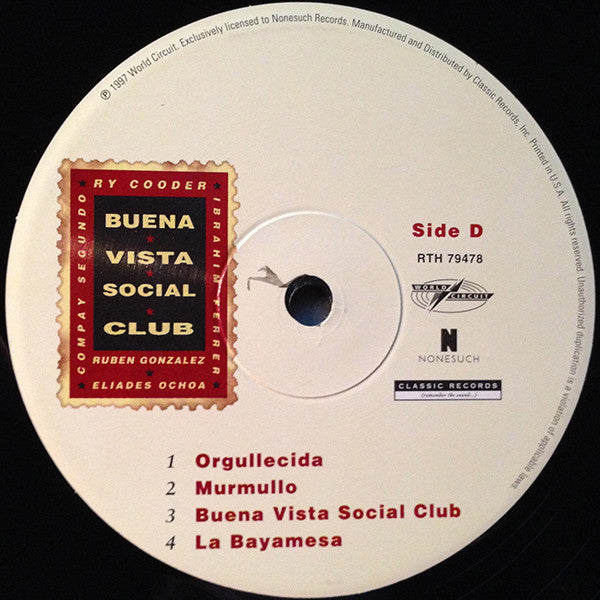 ℗ 1997 World Circuit. Exclusively licensed to Nonesuch Records. Manufactured and Distributed by Classic Records, Inc. Printed in U.S.A. All rights reserved. Unauthorized duplication is a violation of applicable laws.
RY COODER
COMPAY SEGUNDO
IBRAHIM FERRER
BUENA
VISTA
SOCIAL
CLUB
RUBEN GONZALEZ
ELIADES OCHOA
Side D
RTH 79478
WORLD
CIRCUIT
N
NONESUCH
CLASSIC RECORDS
(remember the sound...)
1 Orgullecida
2 Murmullo
3 Buena Vista Social Club
4 La Bayamesa